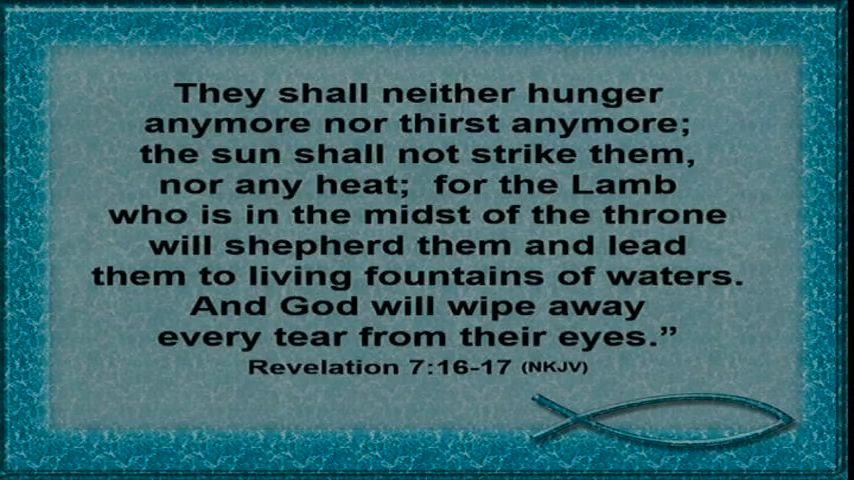 They shall neither hunger
anymore nor thirst anymore;
the sun shall not strike them,
nor any heat;  for the Lamb
who is in the midst of the throne
will shepherd them and lead
them to living fountains of waters.
And God will wipe away
every tear from their eyes.”
Revelation 7:16-17 (NKJV)